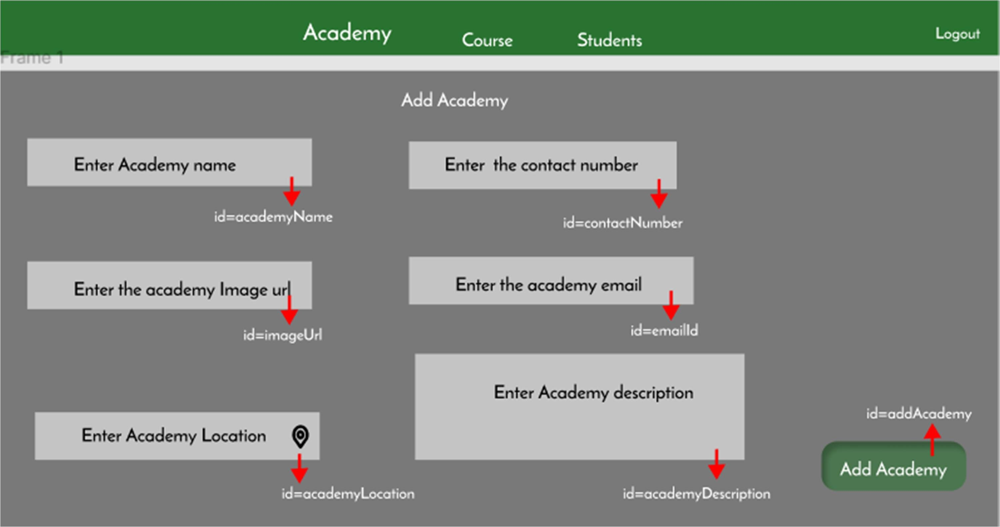 Academy
Course
Students
Logout
Frame 1
Add Academy
Enter Academy name
id=academyName
Enter the contact number
id=contactNumber
Enter the academy Image url
id=imageUrl
Enter the academy email
id=emailId
Enter Academy Location
id=academyLocation
Enter Academy description
id=academyDescription
id=addAcademy
Add Academy